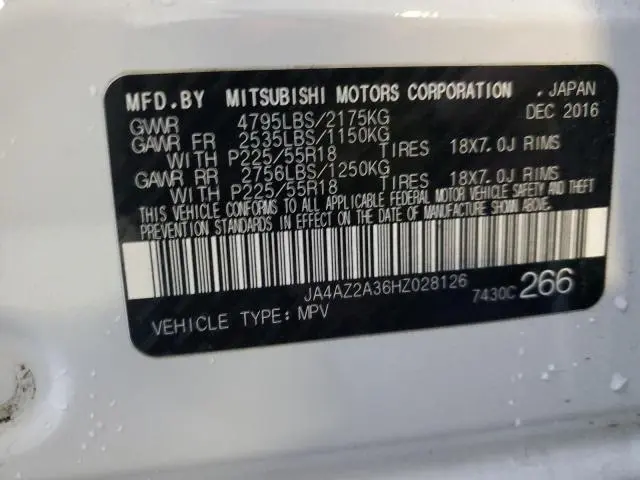 MFD.BY MITSUBISHI MOTORS CORPORATION . JAPAN
GVWR 4795LBS/2175KG DEC 2016
GAWR FR 2535LBS/1150KG
WITH P225/55R18 TIRES 18X7.0J RIMS
GAWR RR 2756LBS/1250KG
WITH P225/55R18 TIRES 18X7.0J RIMS
THIS VEHICLE CONFORMS TO ALL APPLICABLE FEDERAL MOTOR VEHICLE SAFETY AND THEFT
PREVENTION STANDARDS IN EFFECT ON THE DATE OF MANUFACTURE SHOWN ABOVE.
JA4AZ2A36HZ028126 7430C 266
VEHICLE TYPE: MPV